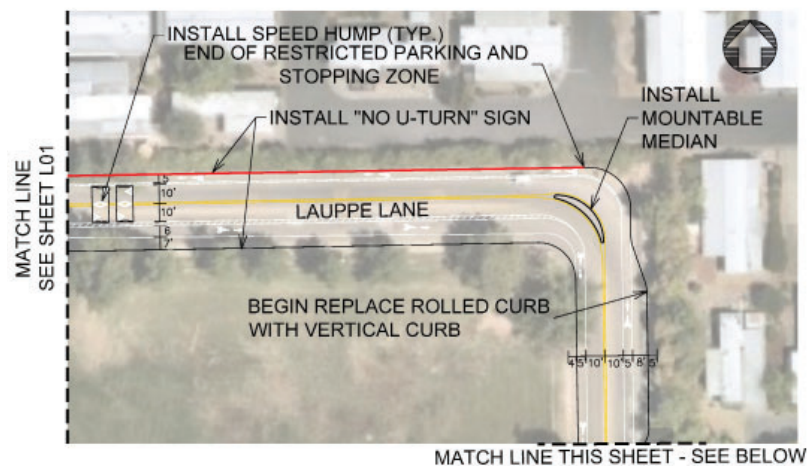 INSTALL SPEED HUMP (TYP.)
END OF RESTRICTED PARKING AND
STOPPING ZONE
INSTALL "NO U-TURN" SIGN
INSTALL
MOUNTABLE
MEDIAN
MATCH LINE
SEE SHEET L01
5'
10'
10'
6'
7'
LAUPPE LANE
BEGIN REPLACE ROLLED CURB
WITH VERTICAL CURB
4' 5' 10' 10' 5' 8' 5'
MATCH LINE THIS SHEET - SEE BELOW